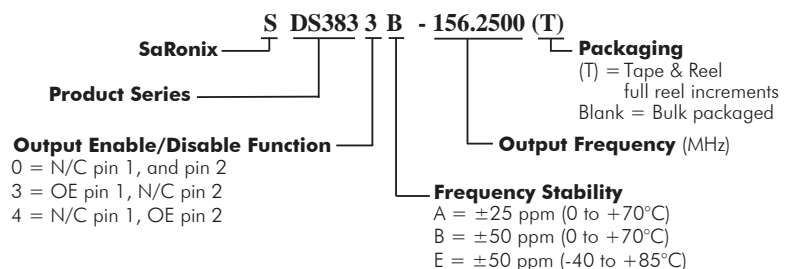 S DS383 3 B - 156.2500 (T)
SaRonix
Product Series
Output Enable/Disable Function
0 = N/C pin 1, and pin 2
3 = OE pin 1, N/C pin 2
4 = N/C pin 1, OE pin 2
Packaging
(T) = Tape & Reel
full reel increments
Blank = Bulk packaged
Output Frequency (MHz)
Frequency Stability
A = ±25 ppm (0 to +70°C)
B = ±50 ppm (0 to +70°C)
E = ±50 ppm (-40 to +85°C)